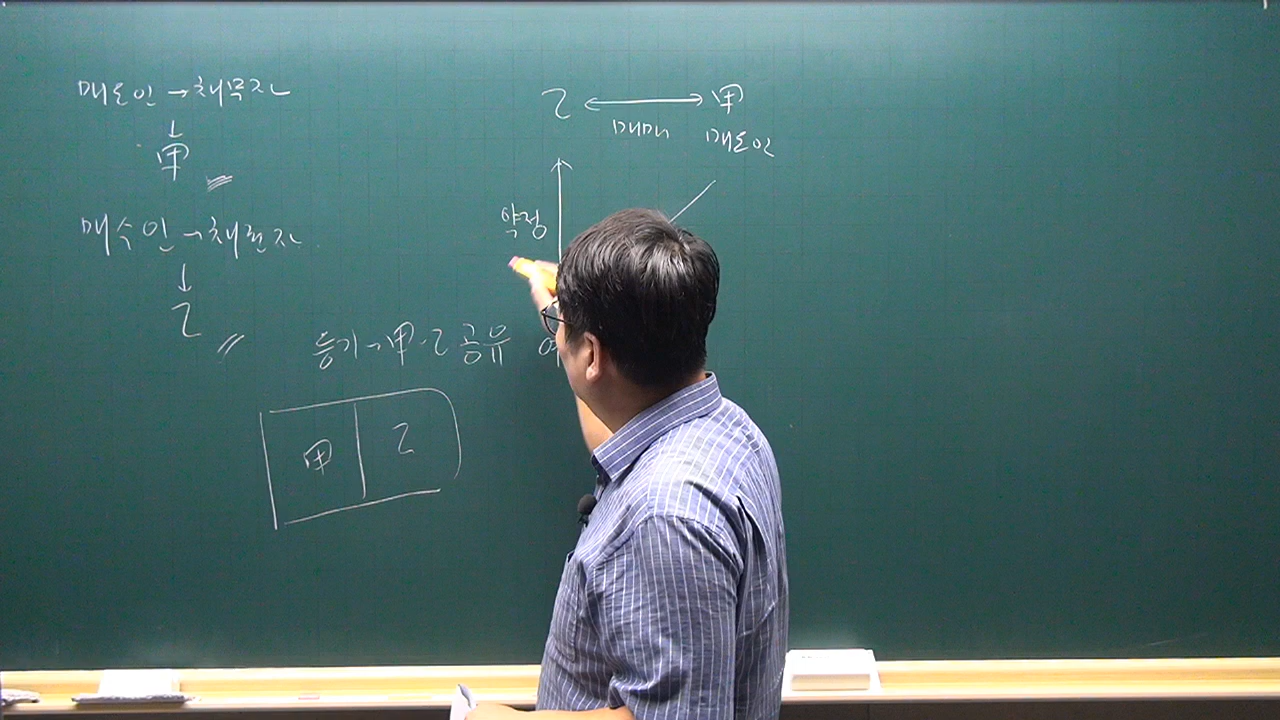 매도인→채무자
↓
甲
매수인→채권자
↓
乙
乙 ↔ 甲
매매 매도인
약정
등기→甲·乙 공유
甲 乙